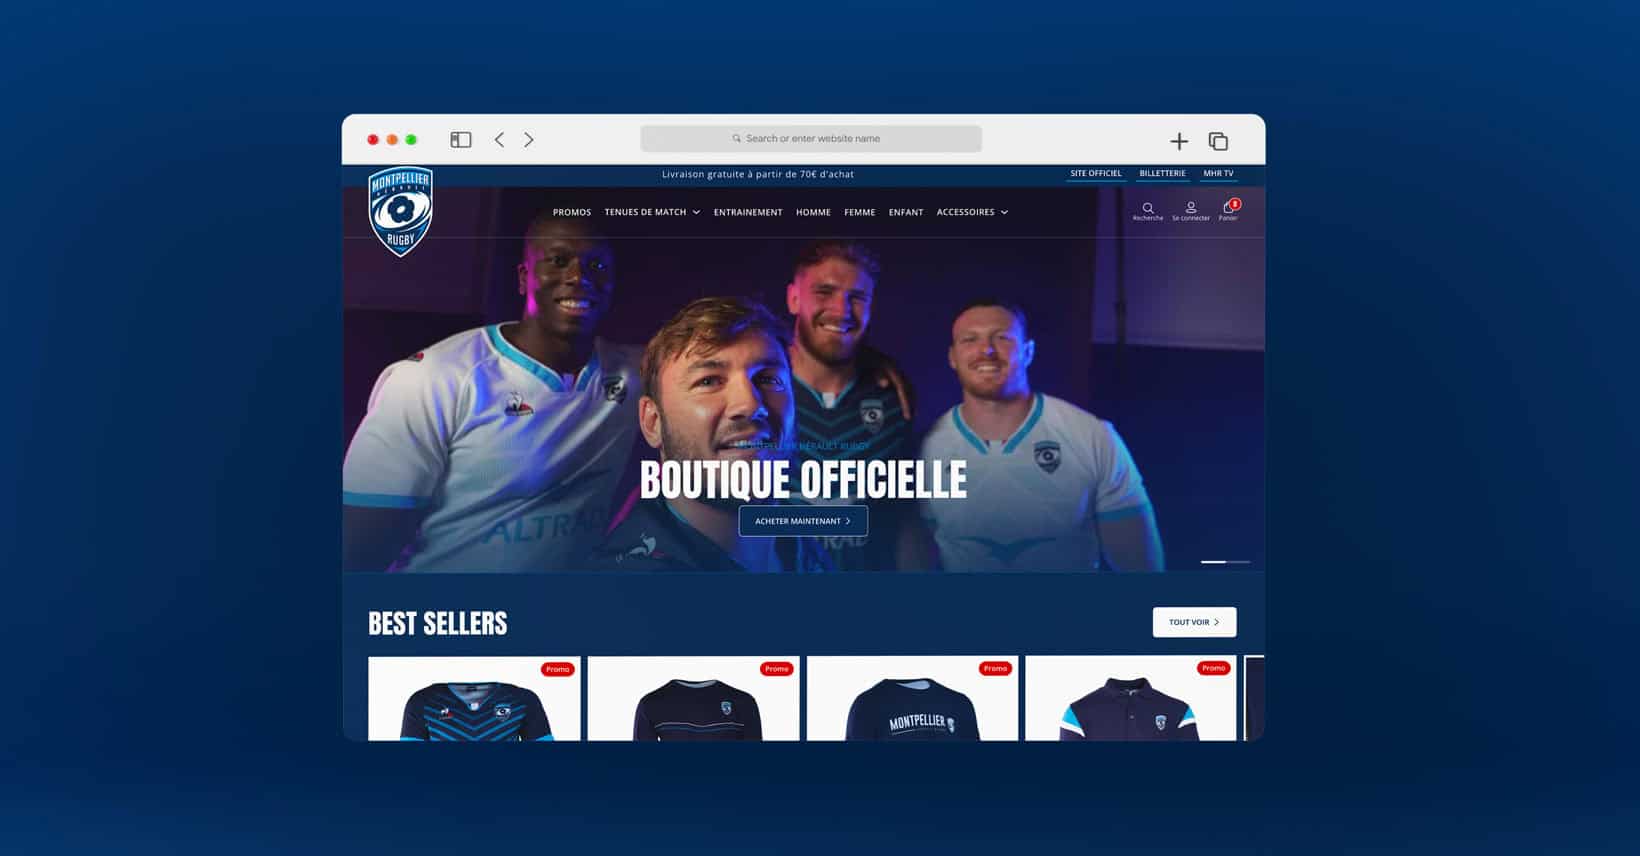 Search or enter website name
Livraison gratuite à partir de 70€ d'achat
SITE OFFICIEL BILLETTERIE MHR TV
MONTPELLIER
HÉRAULT
RUGBY
PROMOS TENUES DE MATCH ENTRAINEMENT HOMME FEMME ENFANT ACCESSOIRES
Recherche Se connecter Panier
MONTPELLIER HÉRAULT RUGBY
BOUTIQUE OFFICIELLE
ALTRAD
ACHETER MAINTENANT
BEST SELLERS
TOUT VOIR
Promo Promo Promo Promo
MONTPELLIER